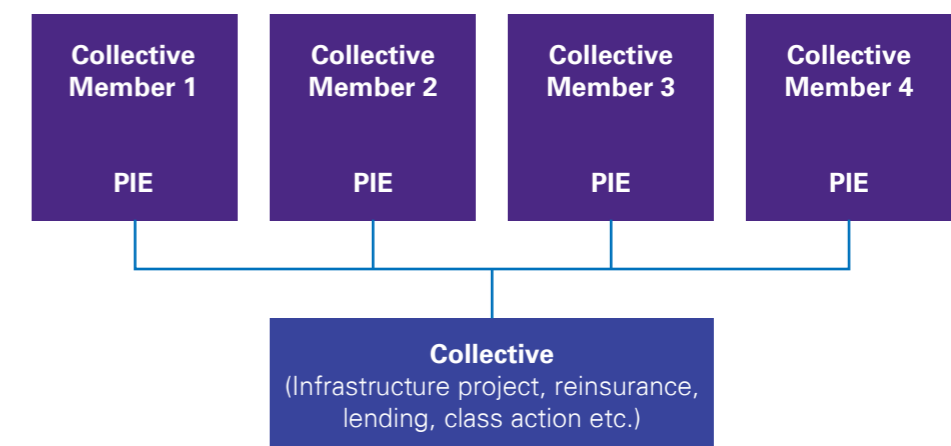 Collective
Member 1
PIE
Collective
Member 2
PIE
Collective
Member 3
PIE
Collective
Member 4
PIE
Collective
(Infrastructure project, reinsurance,
lending, class action etc.)